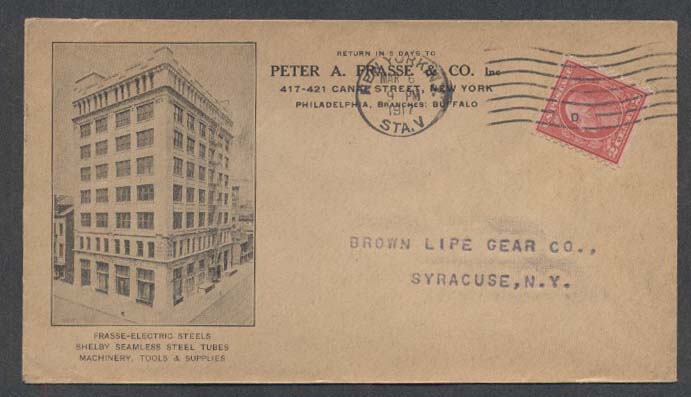 RETURN IN 5 DAYS TO
PETER A. FRASSE & CO. Inc
417-421 CANAL STREET, NEW YORK
PHILADELPHIA, BRANCHES: BUFFALO
NEW YORK, N.Y.
MAR 6
9 PM
1917
STA. V
D
BROWN LIPE GEAR CO.,
SYRACUSE, N.Y.
FRASSE-ELECTRIC STEELS
SHELBY SEAMLESS STEEL TUBES
MACHINERY, TOOLS & SUPPLIES